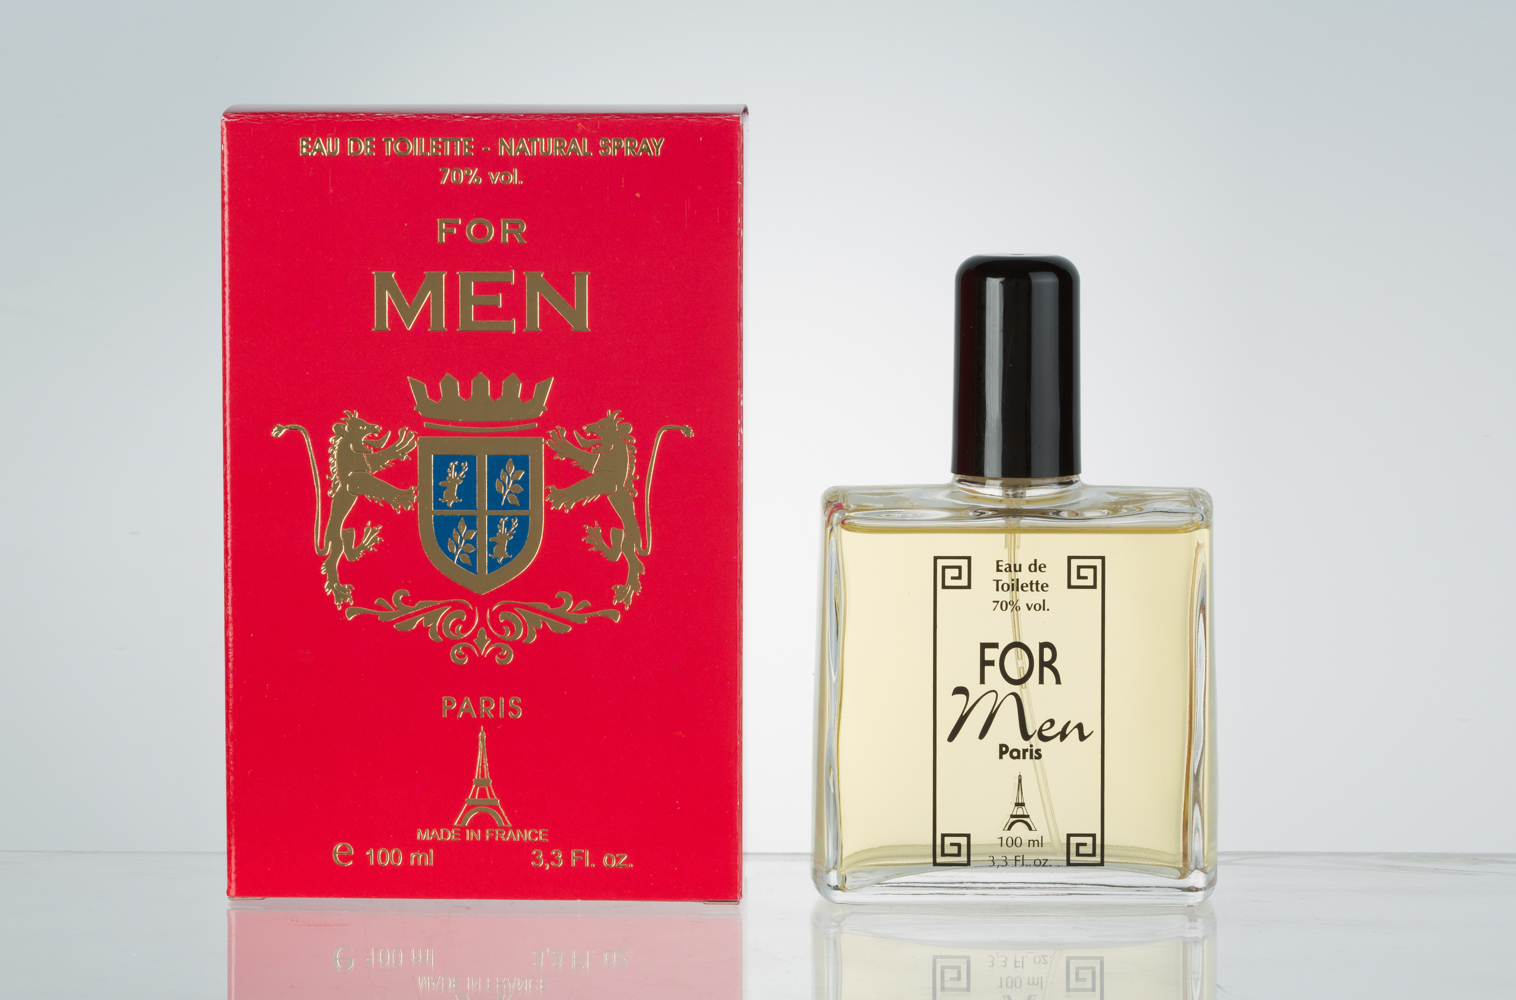 EAU DE TOILETTE - NATURAL SPRAY
70% vol.
FOR
MEN
PARIS
MADE IN FRANCE
e 100 ml 3,3 Fl. oz.
Eau de
Toilette
70% vol.
FOR
Men
Paris
100 ml
3,3 Fl. oz.